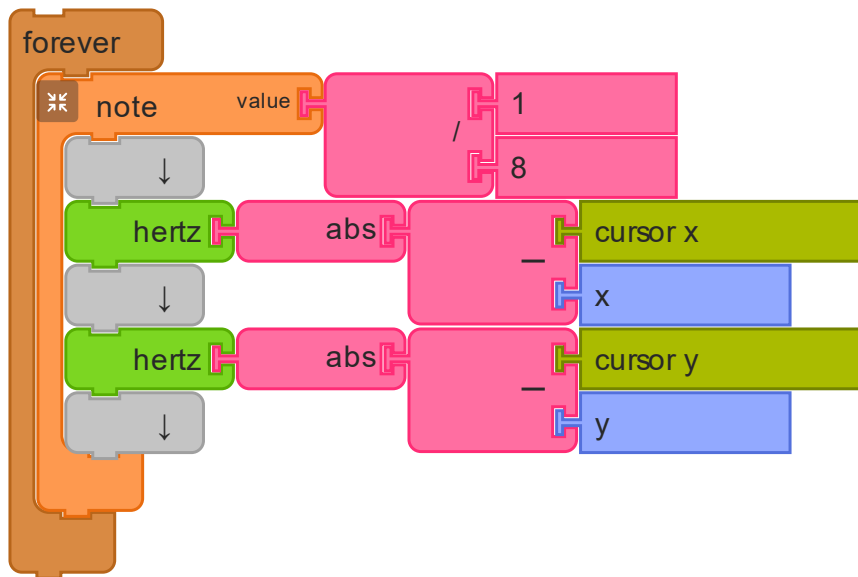 forever
note value 1
/
8
↓
hertz abs cursor x
–
↓ x
hertz abs cursor y
–
↓ y